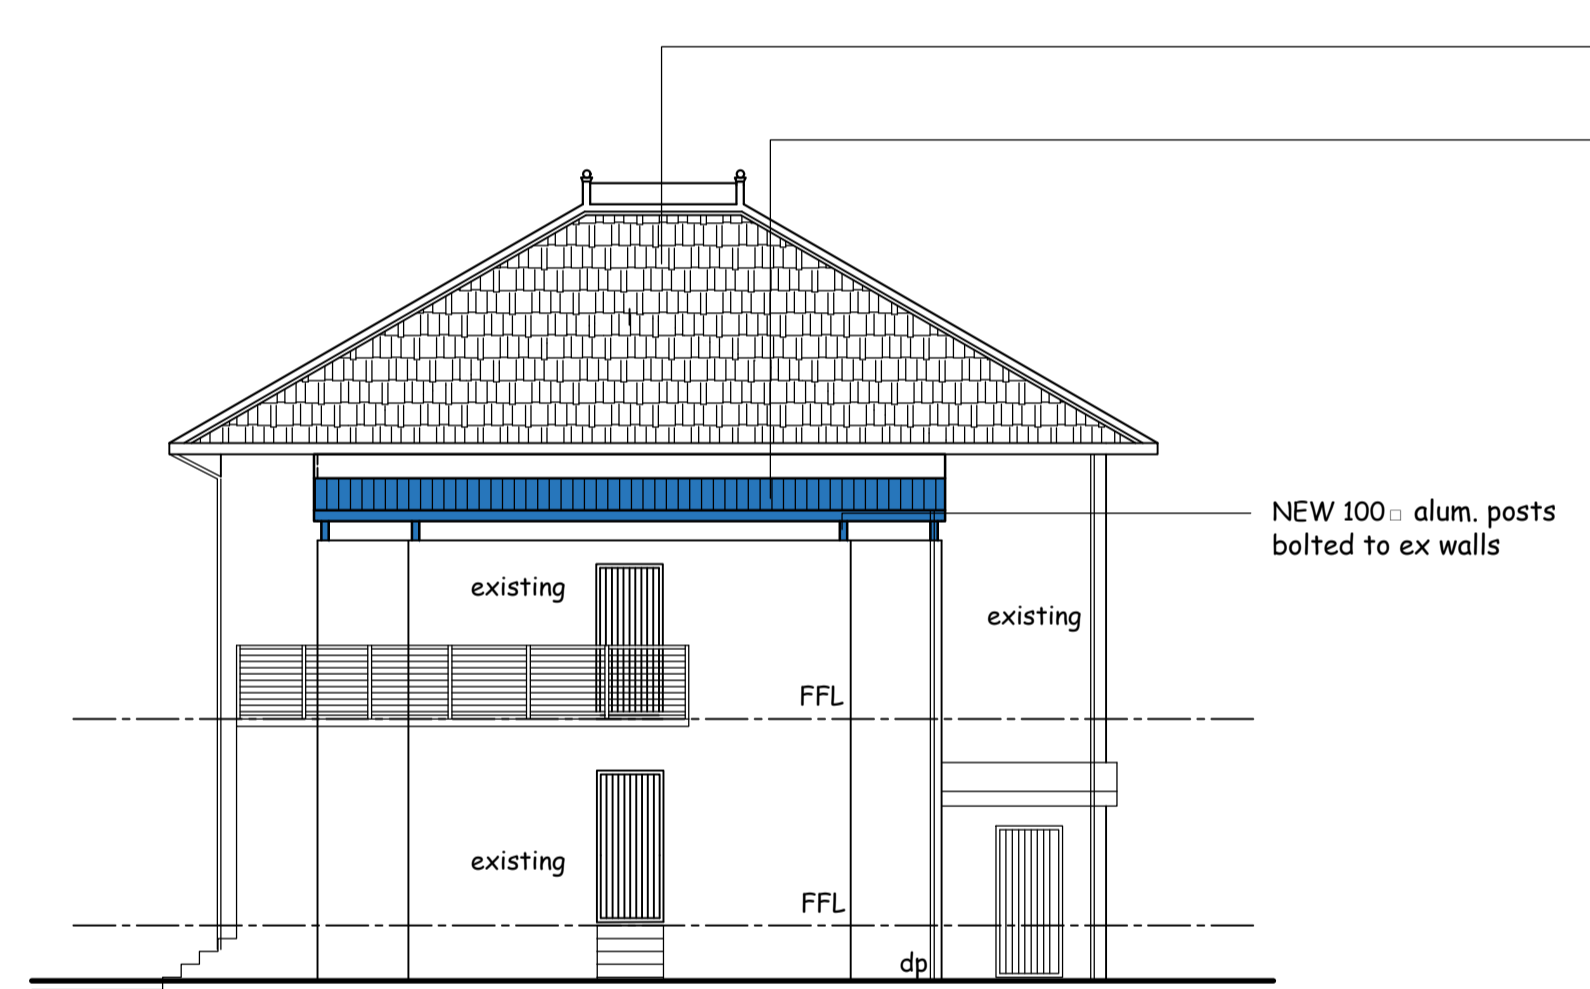 NEW 100□ alum. posts
bolted to ex walls
existing
existing
FFL
existing
FFL
dp